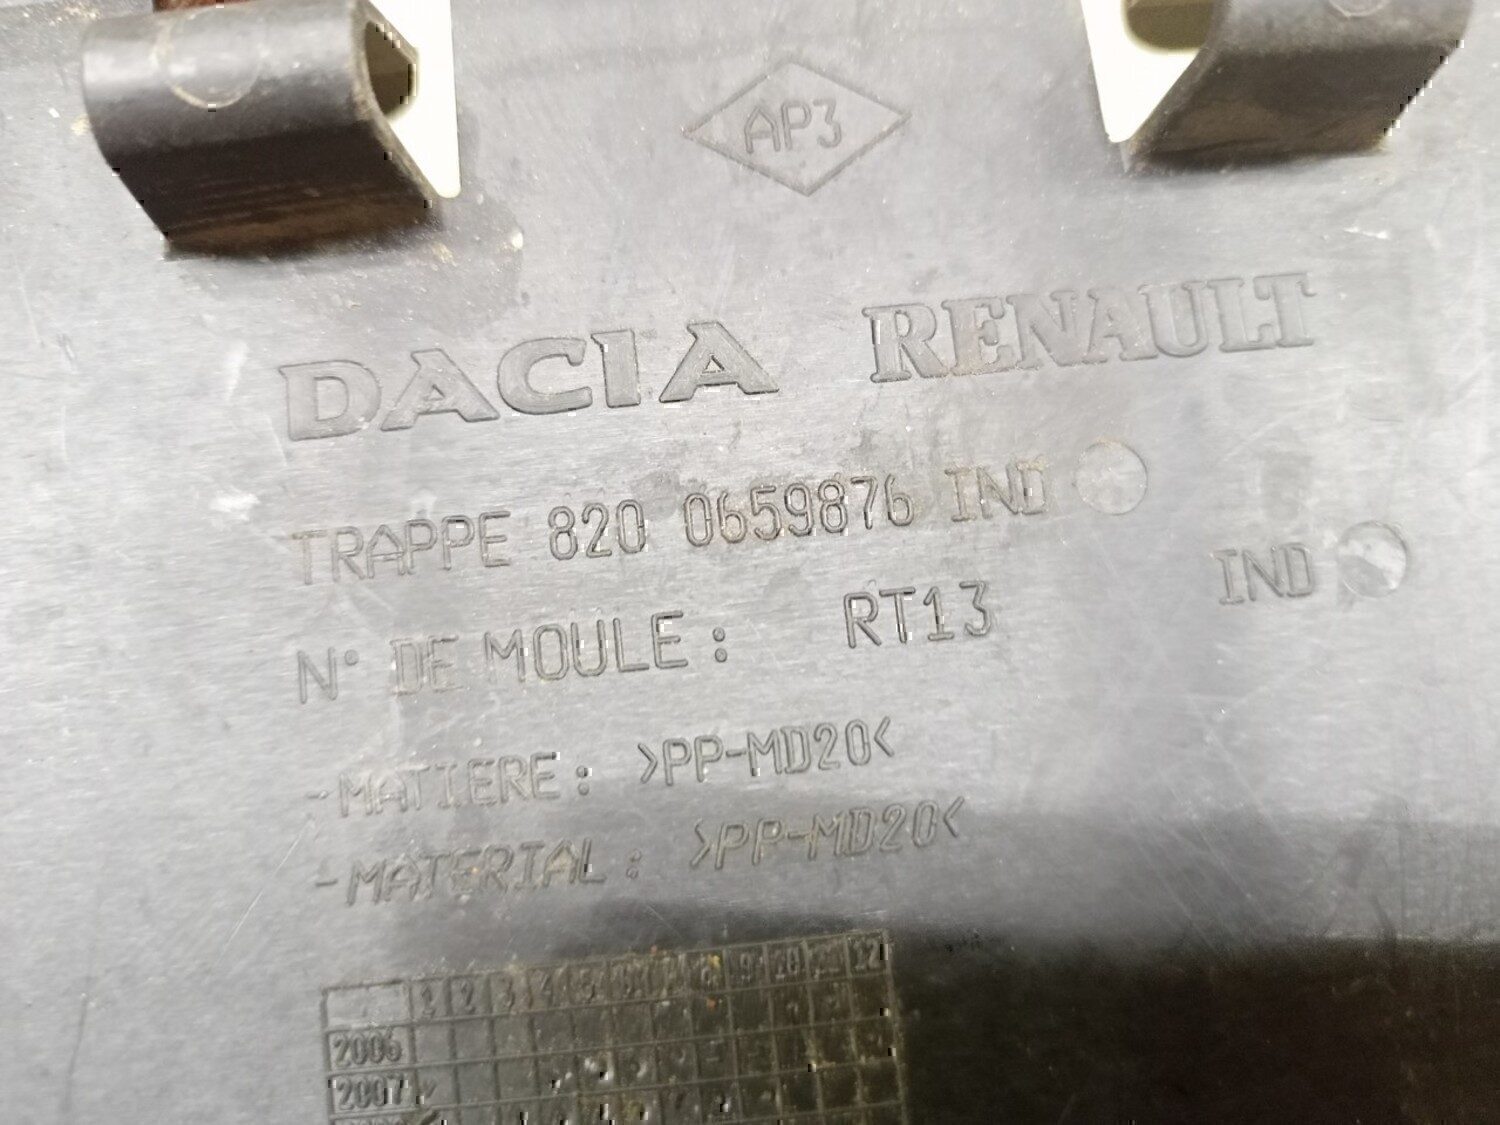 AP3
DACIA RENAULT
TRAPPE 820 0659876 IND
IND
N° DE MOULE : RT13
-MATIERE : >PP-MD20<
-MATERIAL : >PP-MD20<
1 2 3 4 5 6 7 8 9 10 11 12
2006
2007